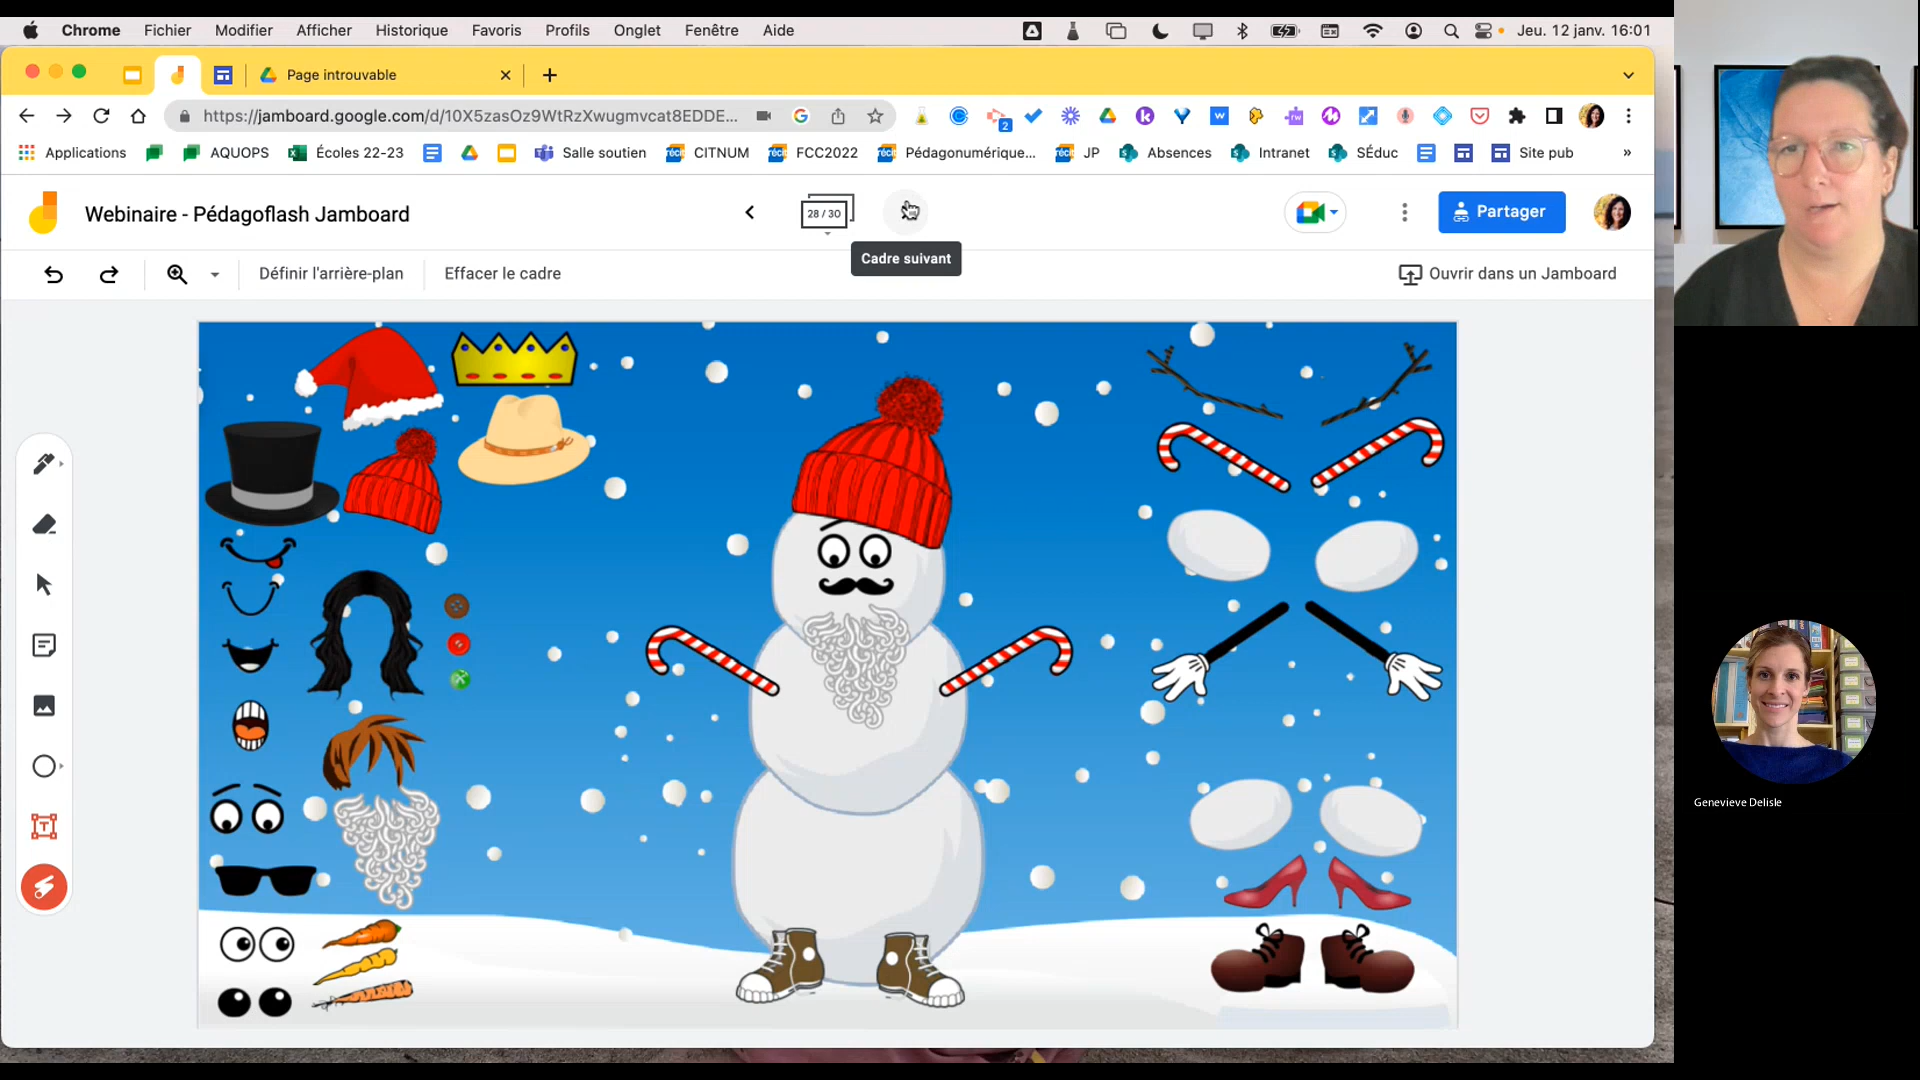 Chrome Fichier Modifier Afficher Historique Favoris Profils Onglet Fenêtre Aide Jeu. 12 janv. 16:01
Page introuvable
https://jamboard.google.com/d/10X5zasOz9WtRzXwugmvcat8EDDE...
2
Applications AQUOPS Écoles 22-23 Salle soutien CITNUM FCC2022 Pédagonumérique... JP Absences Intranet SÉduc Site pub »
Webinaire - Pédagoflash Jamboard
28 / 30
Partager
Cadre suivant
Définir l'arrière-plan Effacer le cadre Ouvrir dans un Jamboard
Genevieve Delisle